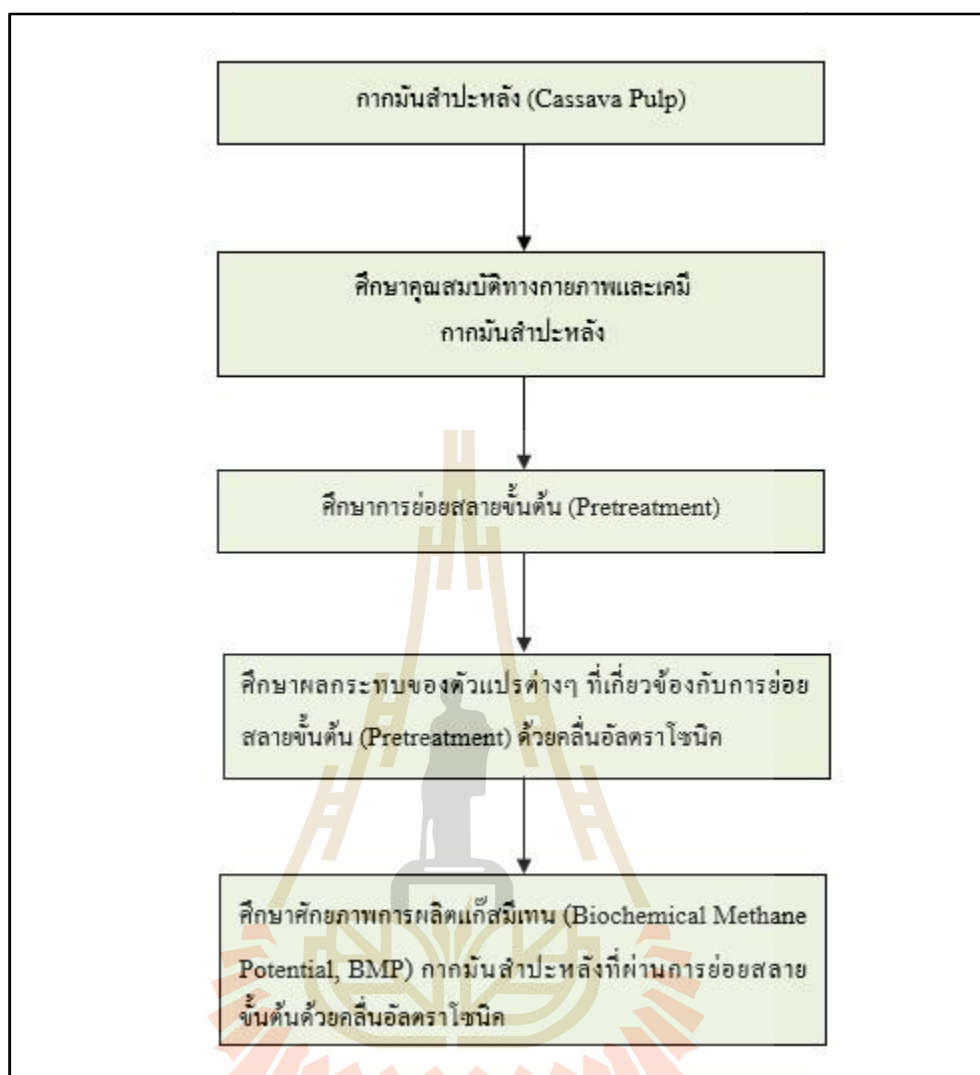 กากมันสำปะหลัง (Cassava Pulp)
ศึกษาคุณสมบัติทางกายภาพและเคมี
กากมันสำปะหลัง
ศึกษาการย่อยสลายขั้นต้น (Pretreatment)
ศึกษาผลกระทบของตัวแปรต่างๆ ที่เกี่ยวข้องกับการย่อย
สลายขั้นต้น (Pretreatment) ด้วยคลื่นอัลตราโซนิค
ศึกษาศักยภาพการผลิตแก๊สมีเทน (Biochemical Methane
Potential, BMP) กากมันสำปะหลังที่ผ่านการย่อยสลาย
ขั้นต้นด้วยคลื่นอัลตราโซนิค